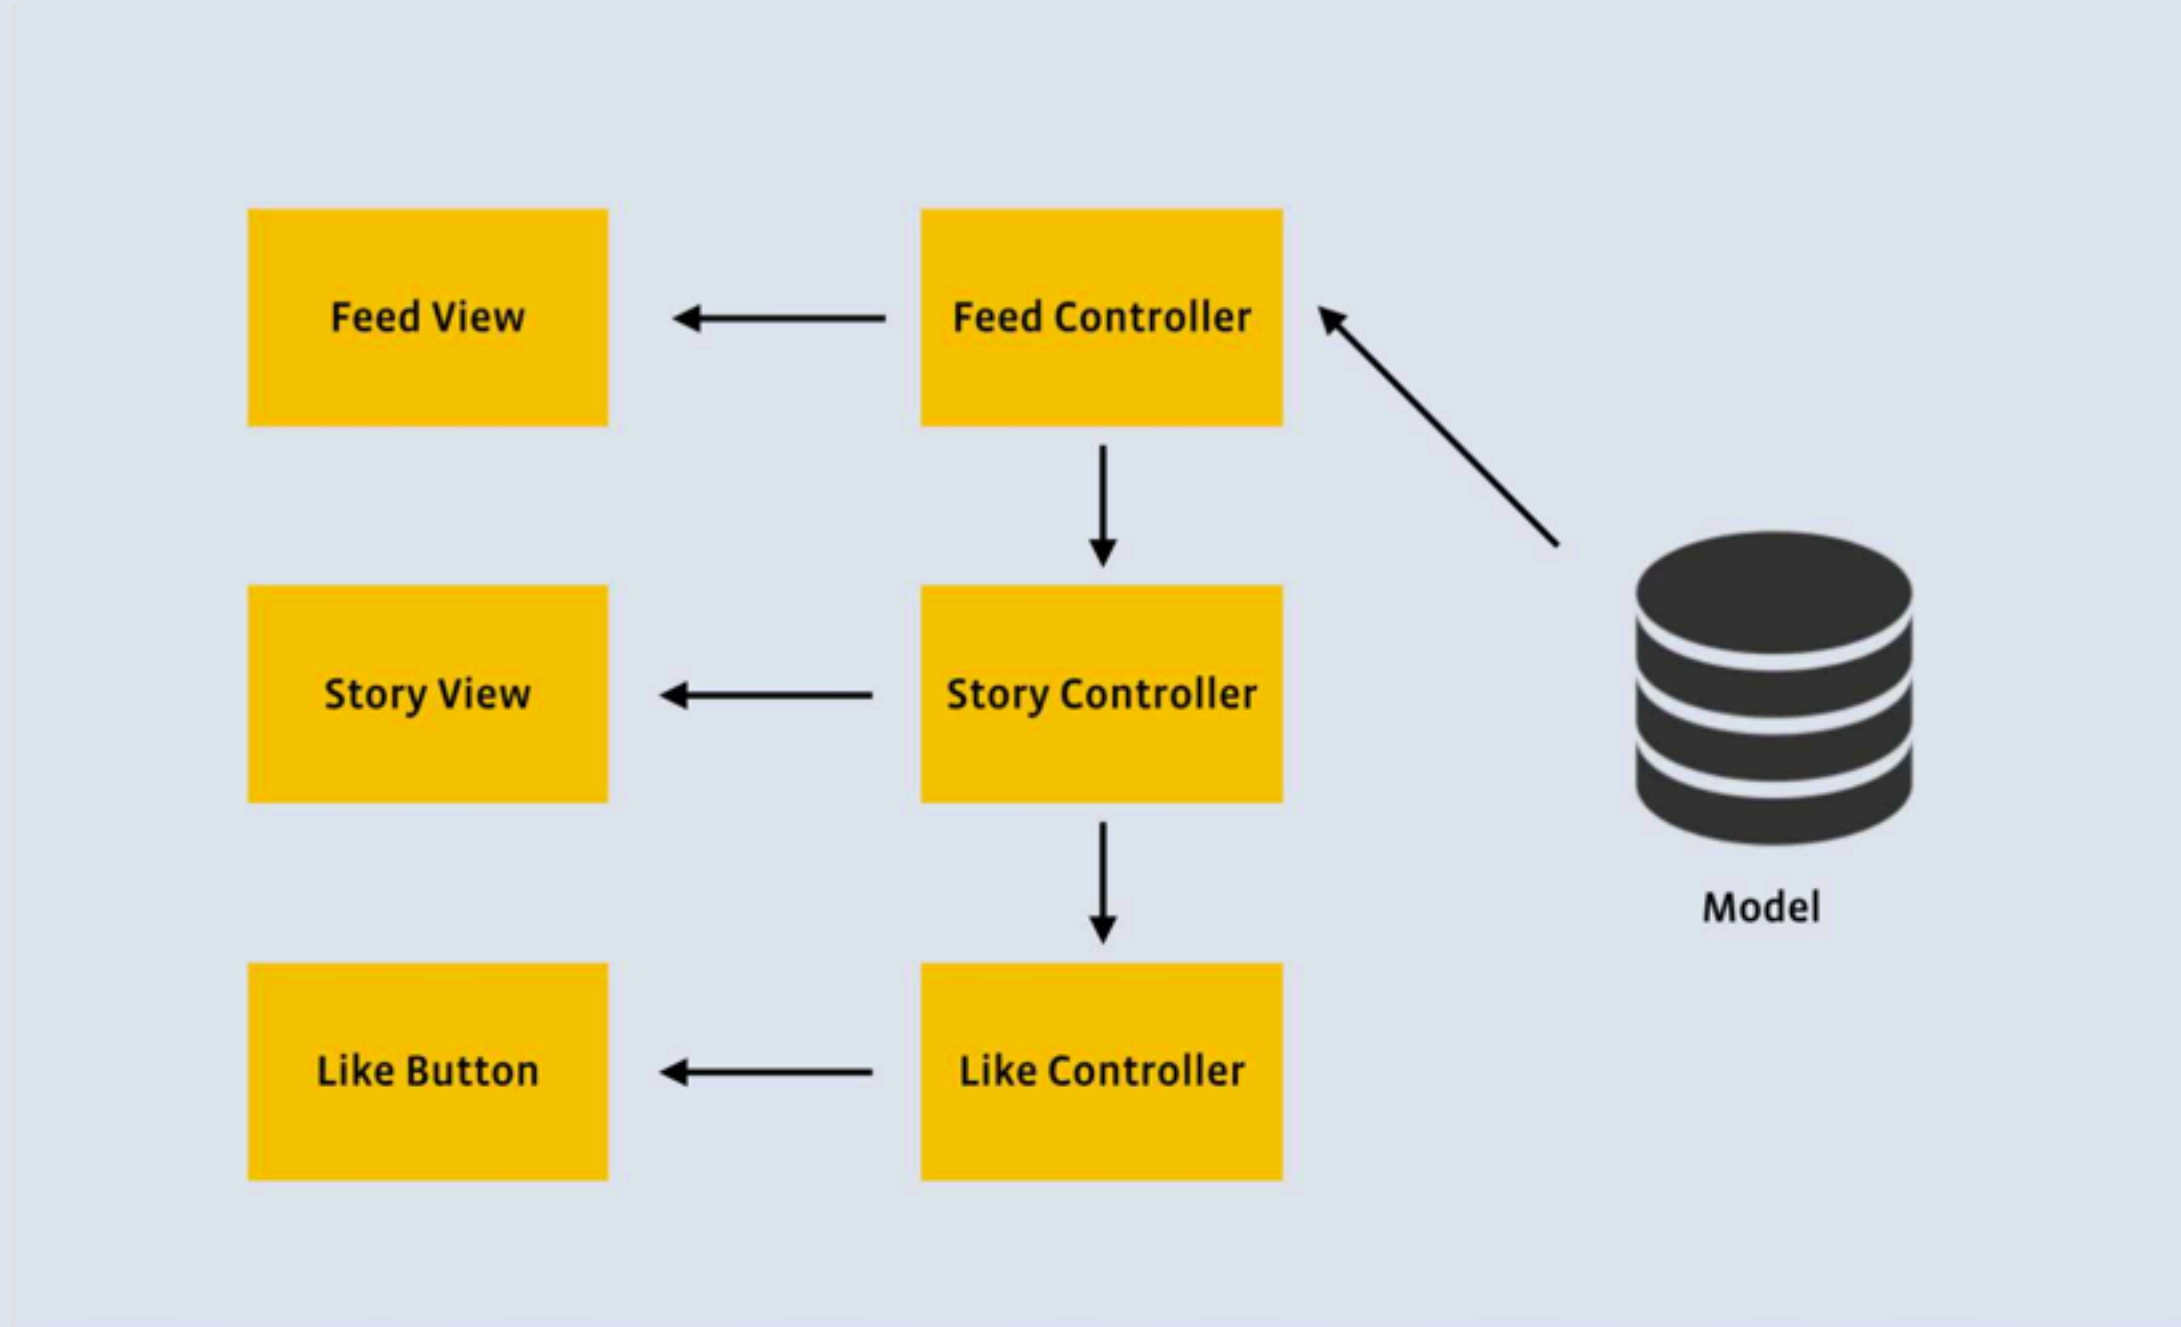 Feed View
Feed Controller
Story View
Story Controller
Model
Like Button
Like Controller